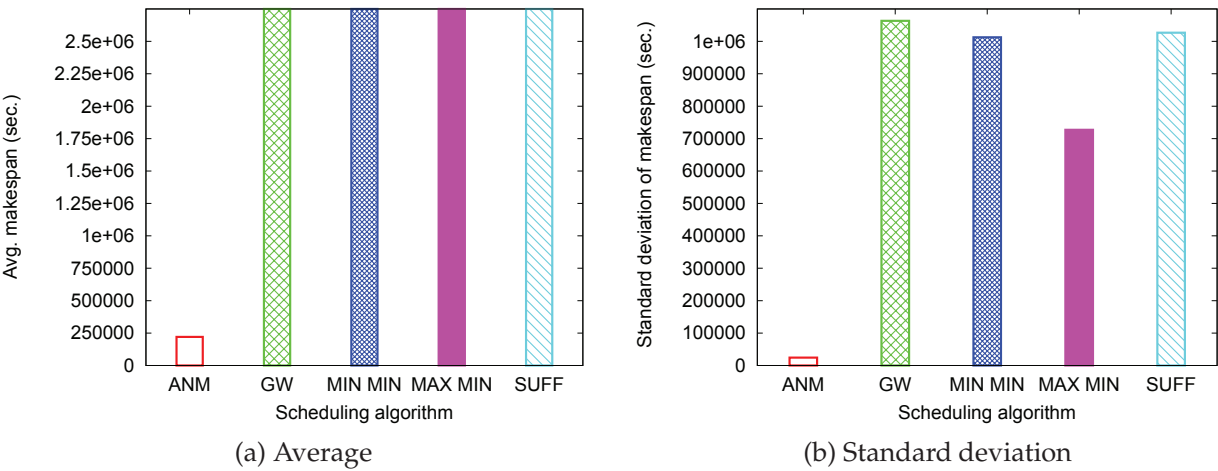 Avg. makespan (sec.)
2.5e+06
2.25e+06
2e+06
1.75e+06
1.5e+06
1.25e+06
1e+06
750000
500000
250000
0
ANM GW MIN MIN MAX MIN SUFF
Scheduling algorithm
(a) Average
Standard deviation of makespan (sec.)
1e+06
900000
800000
700000
600000
500000
400000
300000
200000
100000
0
ANM GW MIN MIN MAX MIN SUFF
Scheduling algorithm
(b) Standard deviation